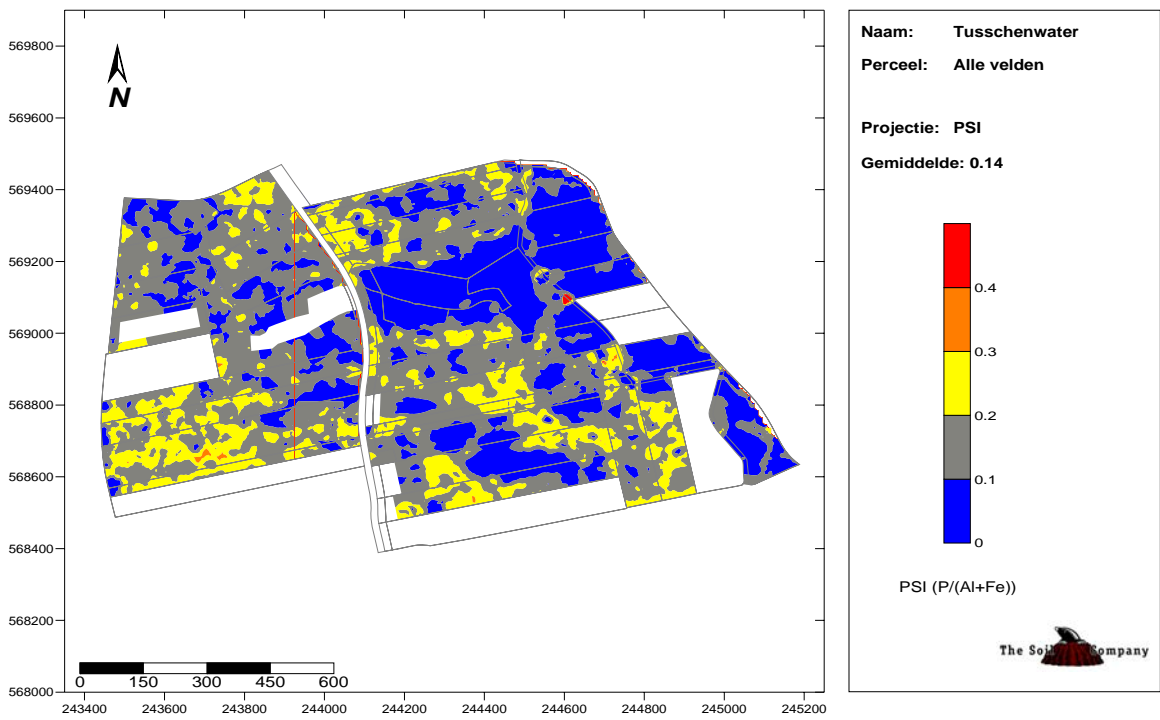 569800
569600
569400
569200
569000
568800
568600
568400
568200
568000
243400 243600 243800 244000 244200 244400 244600 244800 245000 245200
N
0 150 300 450 600
Naam: Tusschenwater
Perceel: Alle velden
Projectie: PSI
Gemiddelde: 0.14
0.4
0.3
0.2
0.1
0
PSI (P/(Al+Fe))
The Soil Company